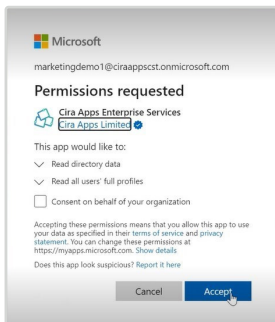 Microsoft
marketingdemo1@ciraappscst.onmicrosoft.com
Permissions requested
Cira Apps Enterprise Services
Cira Apps Limited
This app would like to:
Read directory data
Read all users' full profiles
Consent on behalf of your organization
Accepting these permissions means that you allow this app to use
your data as specified in their terms of service and privacy
statement. You can change these permissions at
https://myapps.microsoft.com. Show details
Does this app look suspicious? Report it here
Cancel
Accept